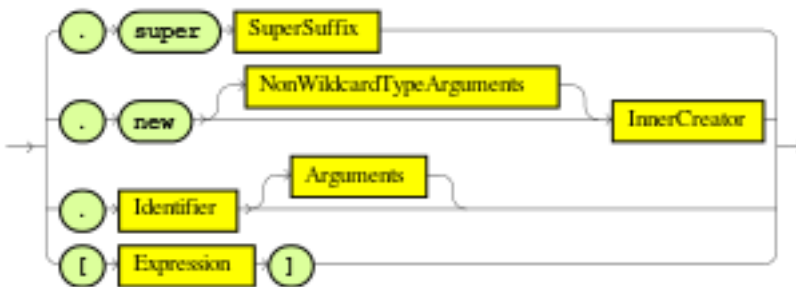 . super SuperSuffix
NonWildcardTypeArguments
. new InnerCreator
Arguments
. Identifier
[ Expression ]